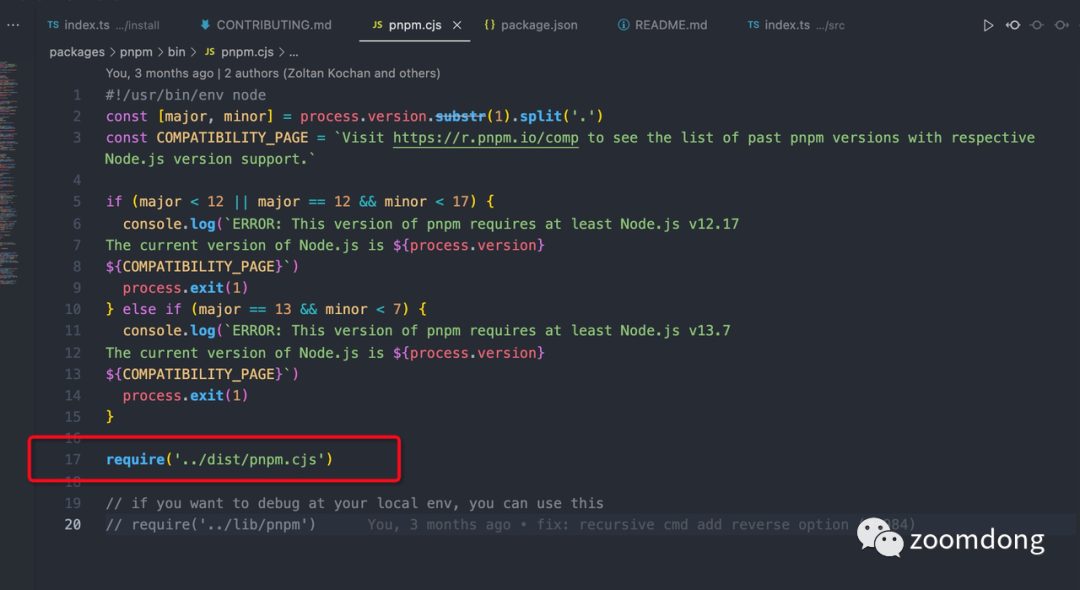 ··· TS index.ts .../install CONTRIBUTING.md JS pnpm.cjs × {} package.json README.md TS index.ts .../src
packages > pnpm > bin > JS pnpm.cjs > ...
You, 3 months ago | 2 authors (Zoltan Kochan and others)
1 #!/usr/bin/env node
2 const [major, minor] = process.version.substr(1).split('.')
3 const COMPATIBILITY_PAGE = `Visit https://r.pnpm.io/comp to see the list of past pnpm versions with respective
Node.js version support.`
4
5 if (major < 12 || major == 12 && minor < 17) {
6 console.log(`ERROR: This version of pnpm requires at least Node.js v12.17
7 The current version of Node.js is ${process.version}
8 ${COMPATIBILITY_PAGE}`)
9 process.exit(1)
10 } else if (major == 13 && minor < 7) {
11 console.log(`ERROR: This version of pnpm requires at least Node.js v13.7
12 The current version of Node.js is ${process.version}
13 ${COMPATIBILITY_PAGE}`)
14 process.exit(1)
15 }
16
17 require('../dist/pnpm.cjs')
18
19 // if you want to debug at your local env, you can use this
20 // require('../lib/pnpm') You, 3 months ago • fix: recursive cmd add reverse option
zoomdong